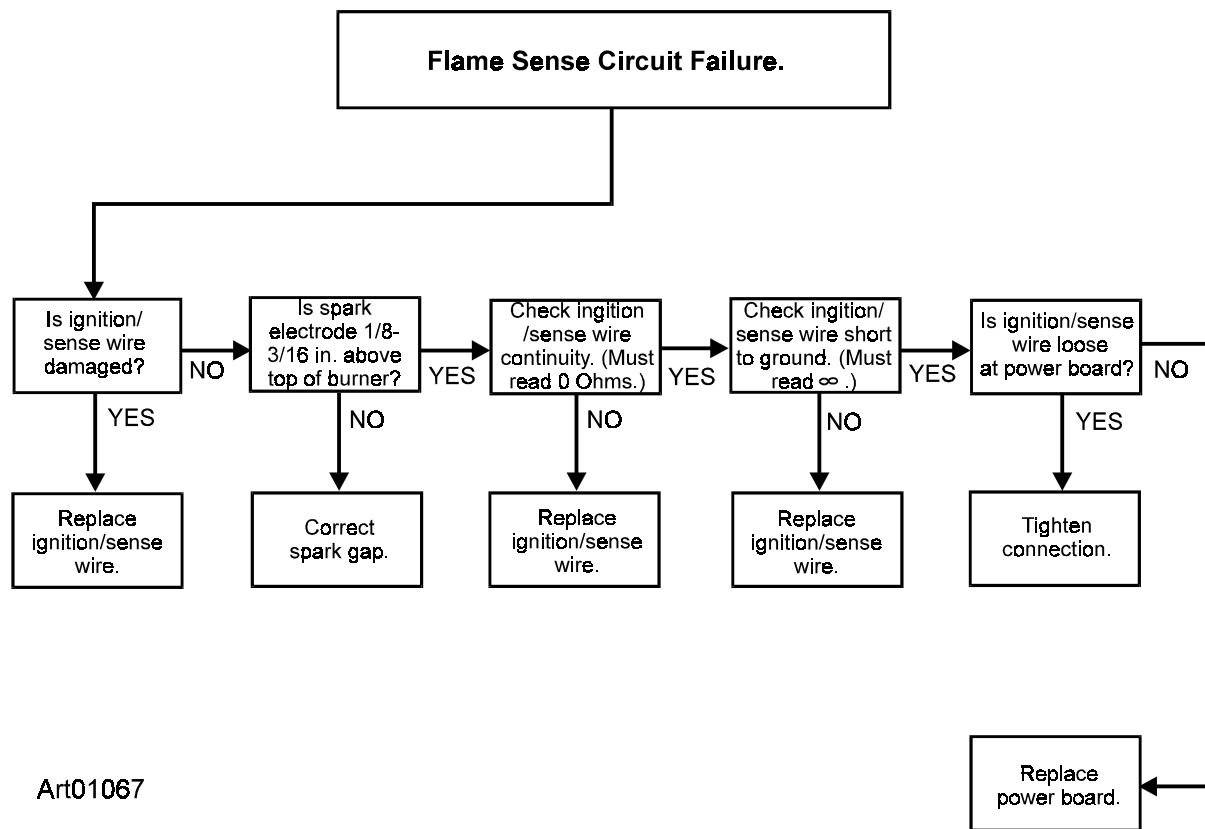 Flame Sense Circuit Failure.
Is ignition/
sense wire
damaged?
NO
YES
Replace
ignition/sense
wire.
Is spark
electrode 1/8-
3/16 in. above
top of burner?
YES
NO
Correct
spark gap.
Check ingition
/sense wire
continuity. (Must
read 0 Ohms.)
YES
NO
Replace
ignition/sense
wire.
Check ingition/
sense wire short
to ground. (Must
read ∞ .)
YES
NO
Replace
ignition/sense
wire.
Is ignition/sense
wire loose
at power board?
NO
YES
Tighten
connection.
Replace
power board.
Art01067